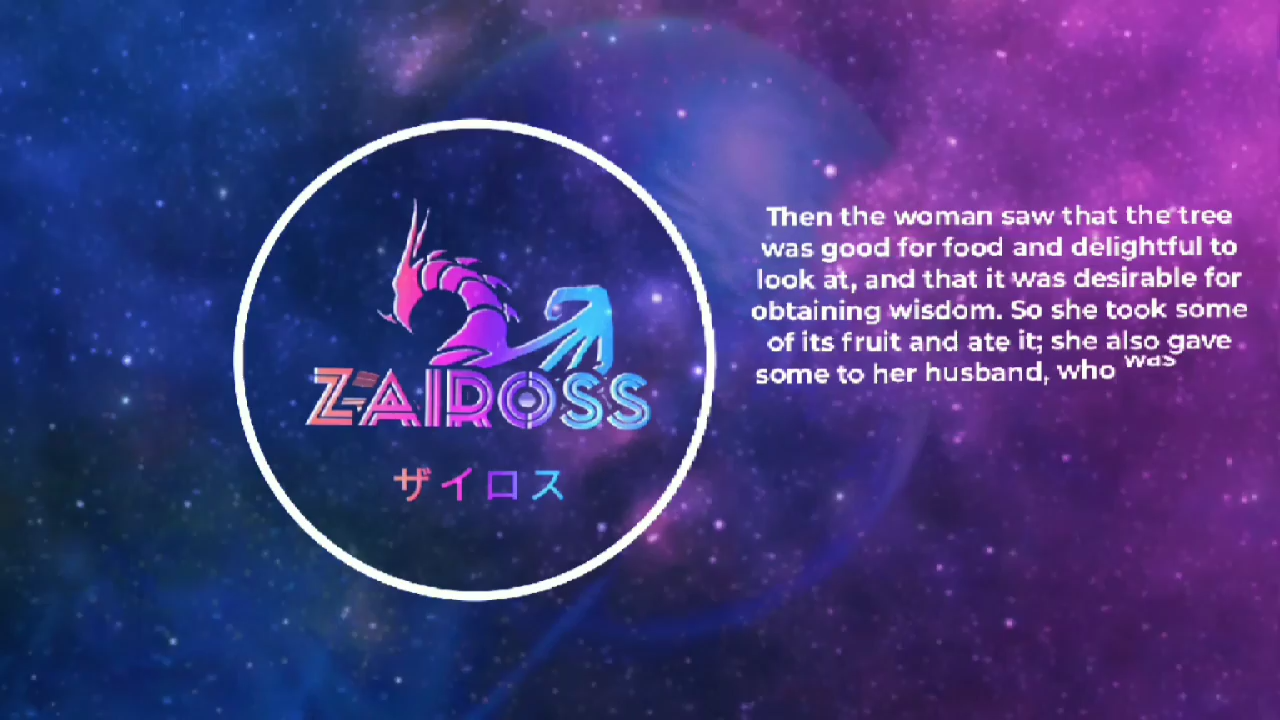 ZAIROSS
ザイロス
Then the woman saw that the tree
was good for food and delightful to
look at, and that it was desirable for
obtaining wisdom. So she took some
of its fruit and ate it; she also gave
some to her husband, who was